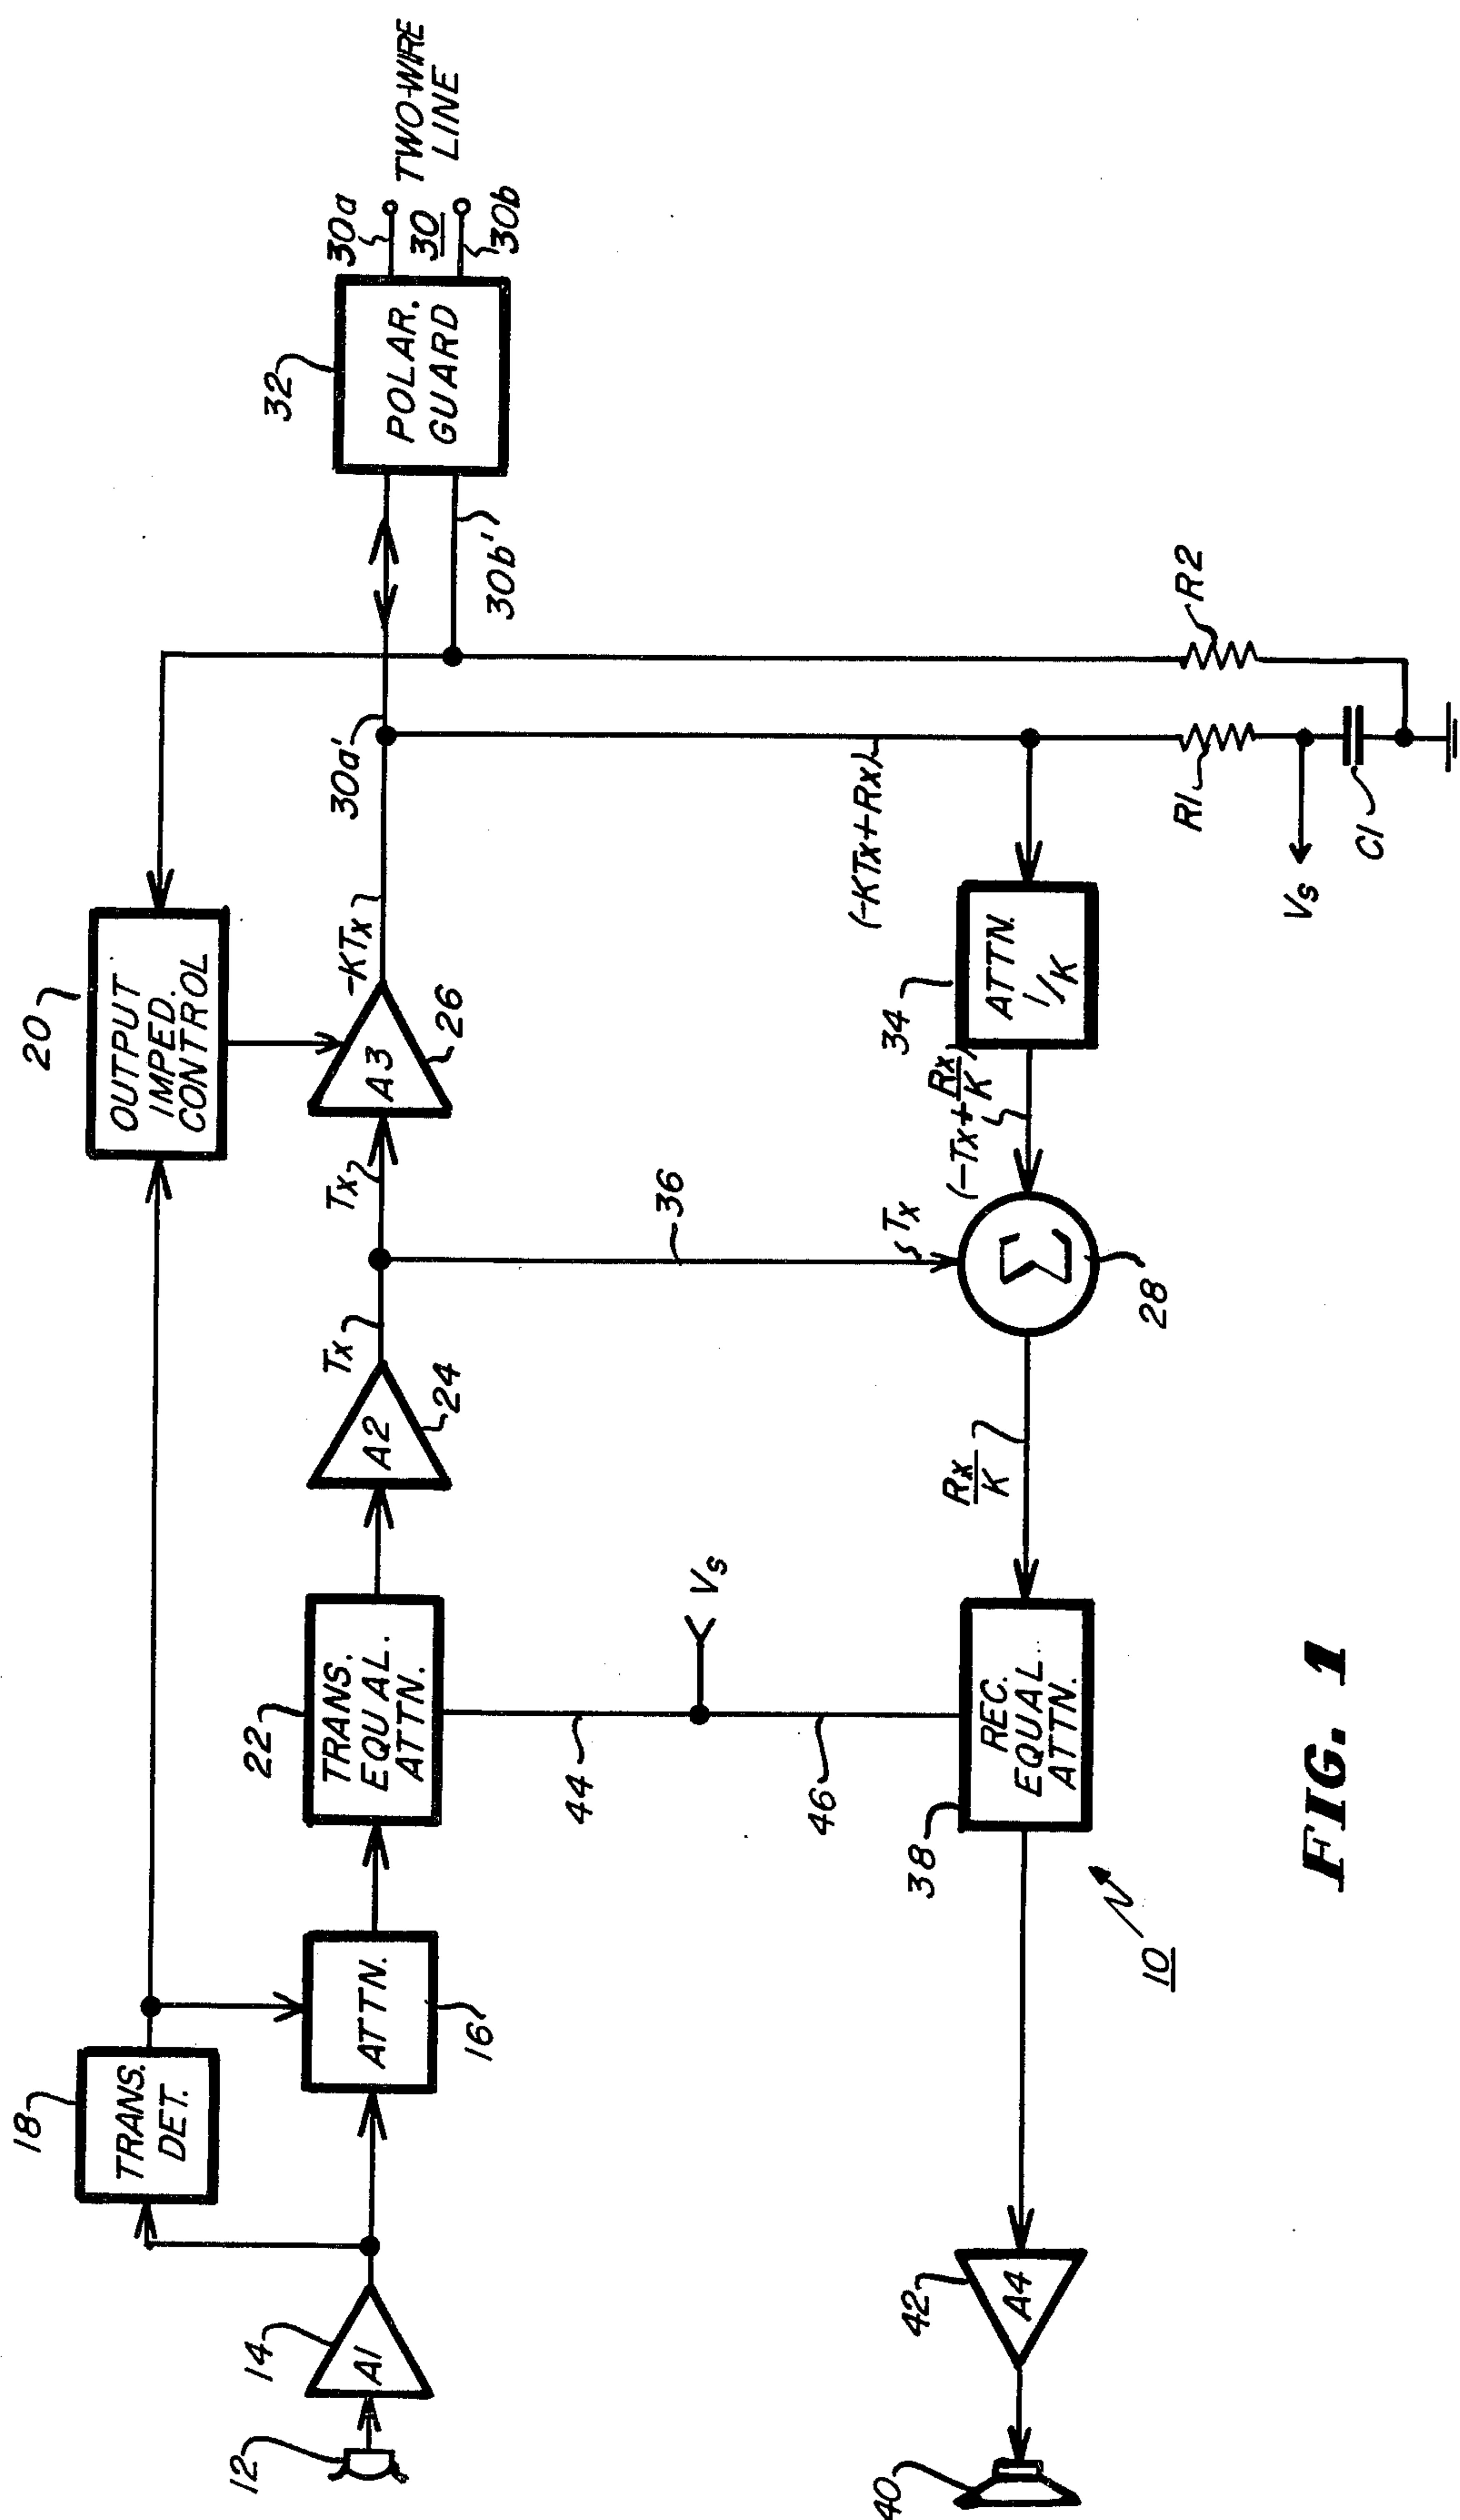 18
TRANS.
DET.
20
OUTPUT
IMPED.
CONTROL
12
14
A1
ATTN.
16
22
TRANS.
EQUAL.
ATTN.
A2
24
Tx
Tx
A3
26
-KTx
30a'
30b'
32
POLAR.
GUARD
30a
30
30b
TWO-WIRE
LINE
44
Vs
46
36
Tx
(-KTx+Rx)
40
42
A4
38
REC.
EQUAL.
ATTN.
Rx
K
Σ
28
(-Tx+Rx/K)
34
ATTN.
1/K
R1
R2
Vs
C1
10
FIG. 1